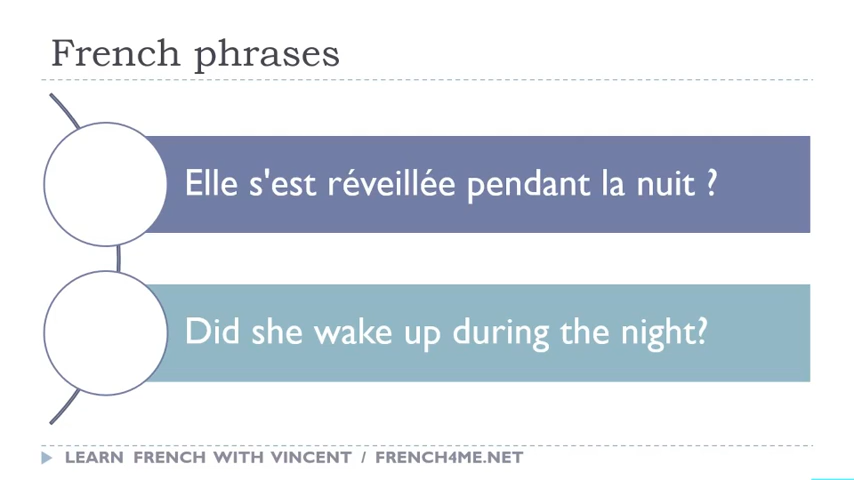 French phrases
Elle s'est réveillée pendant la nuit ?
Did she wake up during the night?
LEARN FRENCH WITH VINCENT / FRENCH4ME.NET